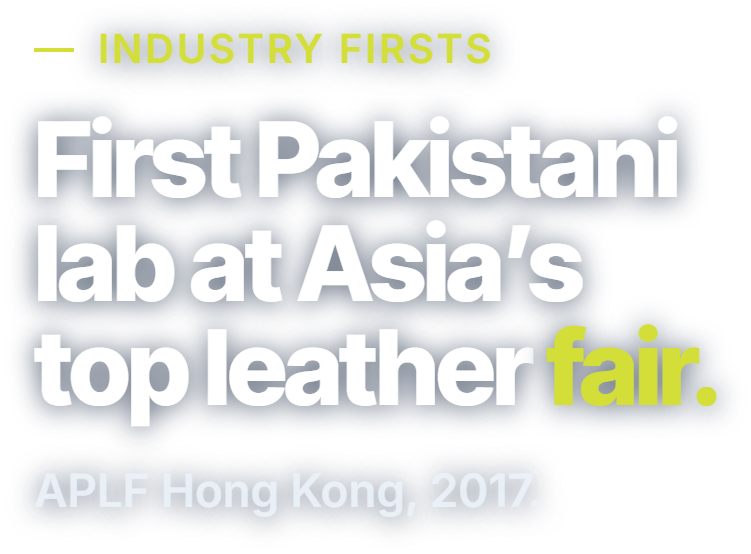 — INDUSTRY FIRSTS
First Pakistani
lab at Asia’s
top leather fair.
APLF Hong Kong, 2017.